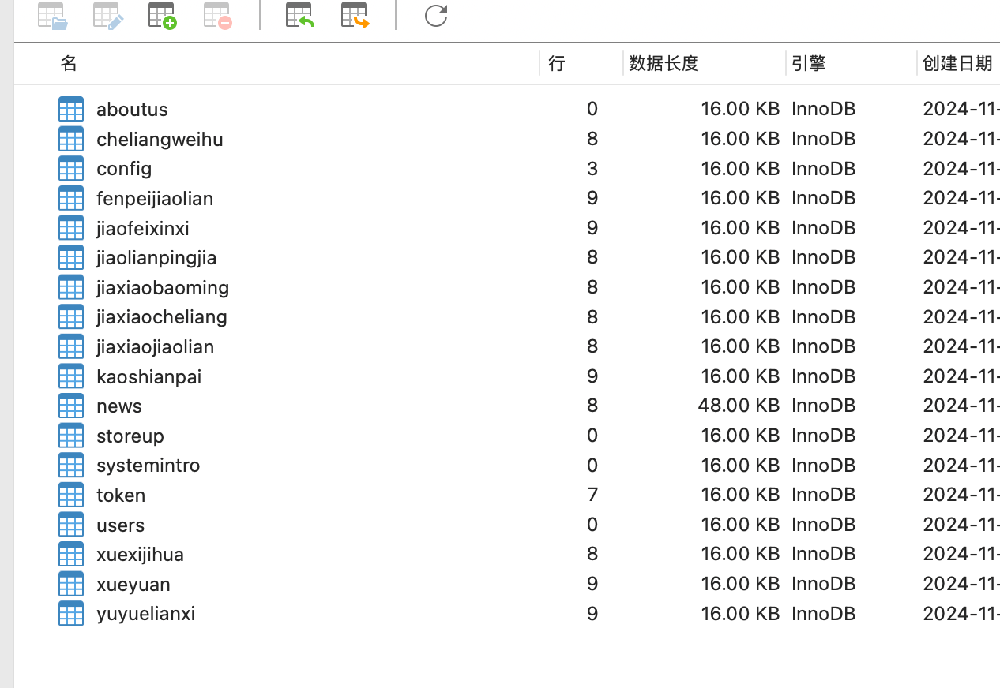 名 行 数据长度 引擎 创建日期
aboutus 0 16.00 KB InnoDB 2024-11-
cheliangweihu 8 16.00 KB InnoDB 2024-11-
config 3 16.00 KB InnoDB 2024-11-
fenpeijiaolian 9 16.00 KB InnoDB 2024-11-
jiaofeixinxi 9 16.00 KB InnoDB 2024-11-
jiaolianpingjia 8 16.00 KB InnoDB 2024-11-
jiaxiaobaoming 8 16.00 KB InnoDB 2024-11-
jiaxiaocheliang 8 16.00 KB InnoDB 2024-11-
jiaxiaojiaolian 8 16.00 KB InnoDB 2024-11-
kaoshianpai 9 16.00 KB InnoDB 2024-11-
news 8 48.00 KB InnoDB 2024-11-
storeup 0 16.00 KB InnoDB 2024-11-
systemintro 0 16.00 KB InnoDB 2024-11-
token 7 16.00 KB InnoDB 2024-11-
users 0 16.00 KB InnoDB 2024-11-
xuexijihua 8 16.00 KB InnoDB 2024-11-
xueyuan 9 16.00 KB InnoDB 2024-11-
yuyuelianxi 9 16.00 KB InnoDB 2024-11-